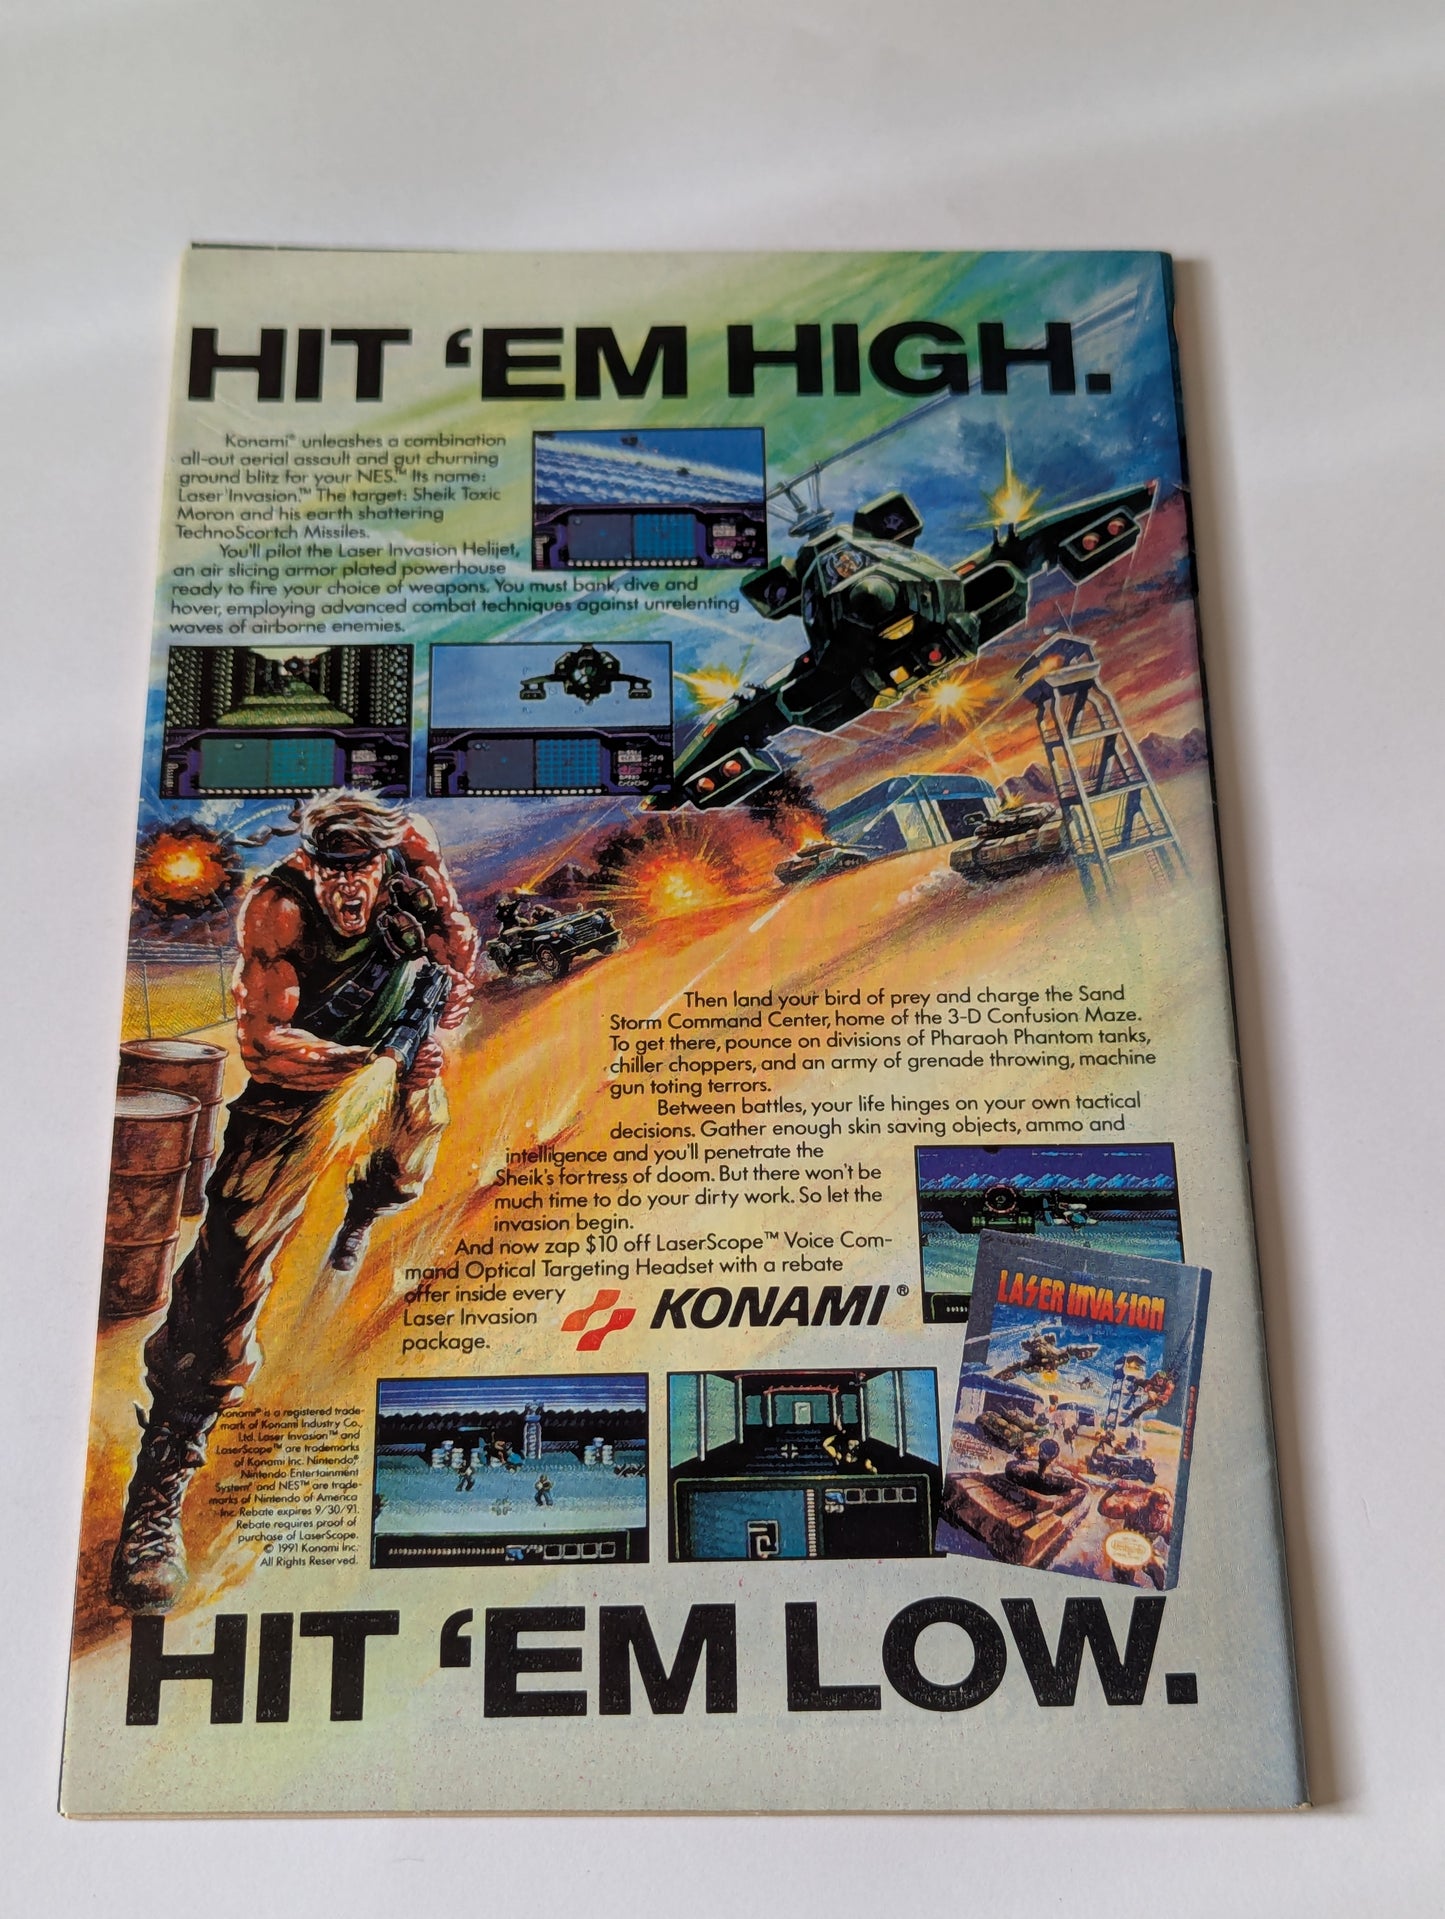 HIT ‘EM HIGH.
Konami® unleashes a combination
all-out aerial assault and gut churning
ground blitz for your NES.™ Its name:
Laser Invasion.™ The target: Sheik Toxic
Moron and his earth shattering
TechnoScortch Missiles.
You'll pilot the Laser Invasion Helijet,
an air slicing armor plated powerhouse
ready to fire your choice of weapons. You must bank, dive and
hover, employing advanced combat techniques against unrelenting
waves of airborne enemies.
Then land your bird of prey and charge the Sand
Storm Command Center, home of the 3-D Confusion Maze.
To get there, pounce on divisions of Pharaoh Phantom tanks,
chiller choppers, and an army of grenade throwing, machine
gun toting terrors.
Between battles, your life hinges on your own tactical
decisions. Gather enough skin saving objects, ammo and
intelligence and you'll penetrate the
Sheik's fortress of doom. But there won't be
much time to do your dirty work. So let the
invasion begin.
And now zap $10 off LaserScope™ Voice Com-
mand Optical Targeting Headset with a rebate
offer inside every
Laser Invasion
package.
KONAMI®
LASER INVASION
Konami® is a registered trade-
mark of Konami Industry Co.,
Ltd. Laser Invasion™ and
LaserScope™ are trademarks
of Konami Inc. Nintendo,®
Nintendo Entertainment
System® and NES™ are trade-
marks of Nintendo of America
Inc. Rebate expires 9/30/91.
Rebate requires proof of
purchase of LaserScope.
© 1991 Konami Inc.
All Rights Reserved.
HIT ‘EM LOW.